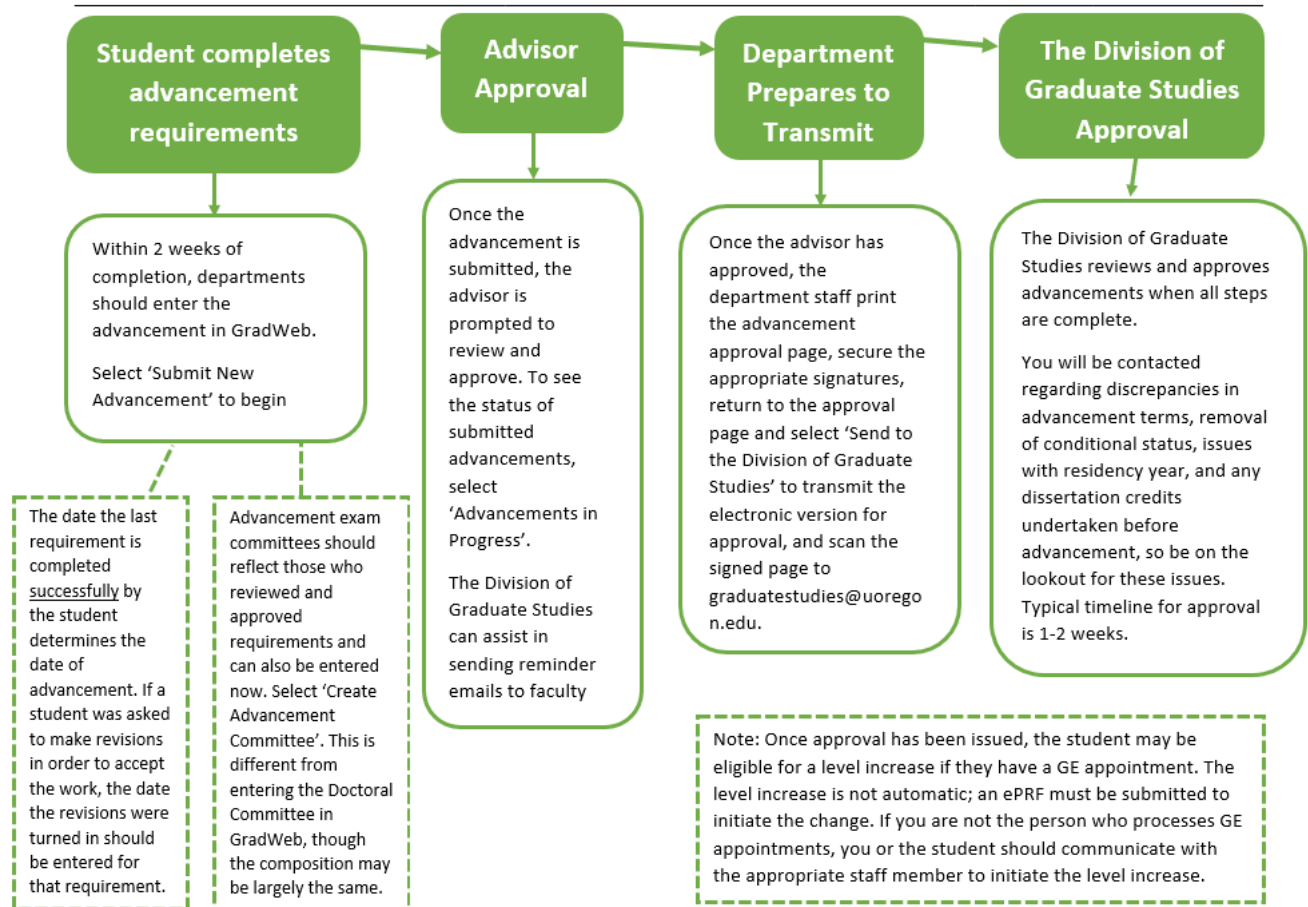 Student completes
advancement
requirements
Advisor
Approval
Department
Prepares to
Transmit
The Division of
Graduate Studies
Approval
Within 2 weeks of
completion, departments
should enter the
advancement in GradWeb.
Select ‘Submit New
Advancement’ to begin
The date the last
requirement is
completed
successfully by
the student
determines the
date of
advancement. If a
student was asked
to make revisions
in order to accept
the work, the date
the revisions were
turned in should
be entered for
that requirement.
Advancement exam
committees should
reflect those who
reviewed and
approved
requirements and
can also be entered
now. Select ‘Create
Advancement
Committee’. This is
different from
entering the Doctoral
Committee in
GradWeb, though
the composition may
be largely the same.
Once the
advancement is
submitted, the
advisor is
prompted to
review and
approve. To see
the status of
submitted
advancements,
select
‘Advancements in
Progress’.
The Division of
Graduate Studies
can assist in
sending reminder
emails to faculty
Once the advisor has
approved, the
department staff print
the advancement
approval page, secure the
appropriate signatures,
return to the approval
page and select ‘Send to
the Division of Graduate
Studies’ to transmit the
electronic version for
approval, and scan the
signed page to
graduatestudies@uorego
n.edu.
The Division of Graduate
Studies reviews and approves
advancements when all steps
are complete.
You will be contacted
regarding discrepancies in
advancement terms, removal
of conditional status, issues
with residency year, and any
dissertation credits
undertaken before
advancement, so be on the
lookout for these issues.
Typical timeline for approval
is 1-2 weeks.
Note: Once approval has been issued, the student may be
eligible for a level increase if they have a GE appointment. The
level increase is not automatic; an ePRF must be submitted to
initiate the change. If you are not the person who processes GE
appointments, you or the student should communicate with
the appropriate staff member to initiate the level increase.